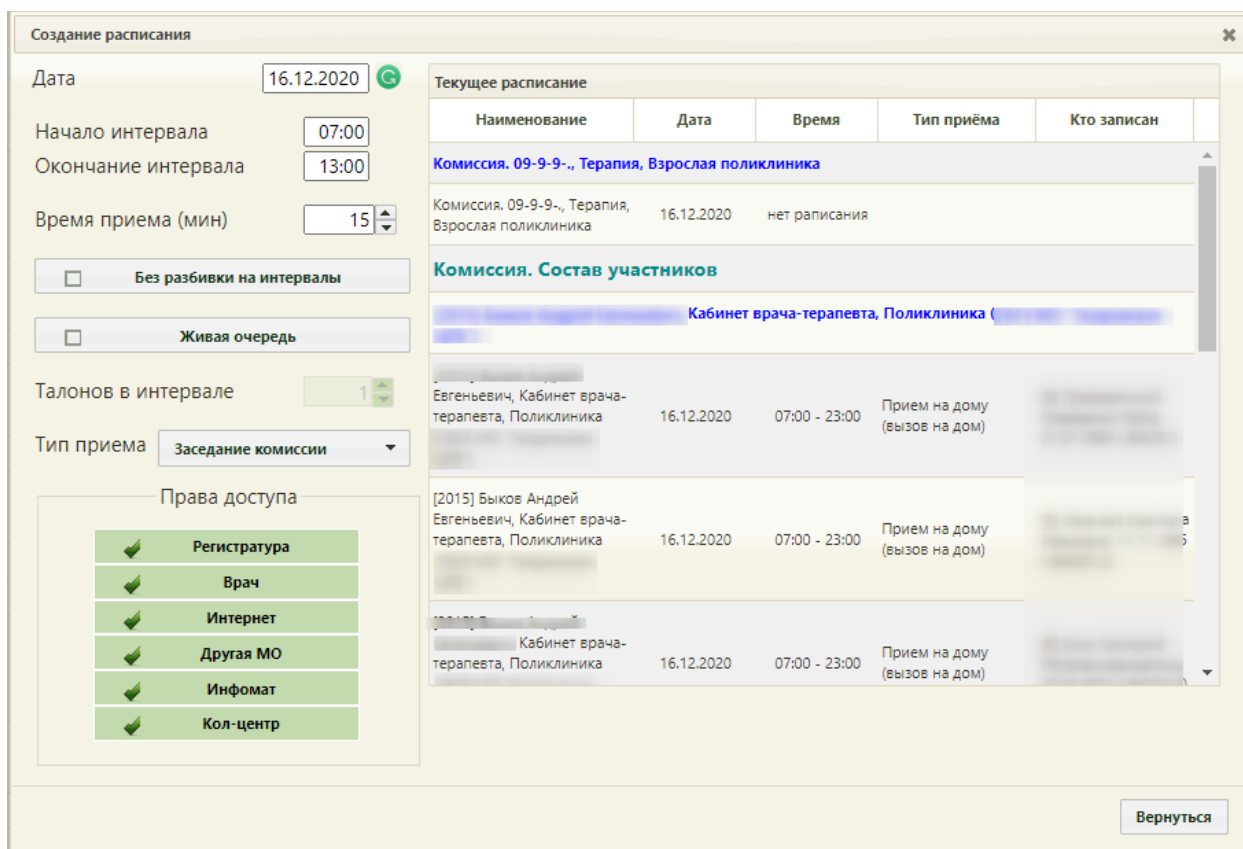 Создание расписания
Дата 16.12.2020
Начало интервала 07:00
Окончание интервала 13:00
Время приема (мин) 15
Без разбивки на интервалы
Живая очередь
Талонов в интервале 1
Тип приема Заседание комиссии
Права доступа
Регистратура
Врач
Интернет
Другая МО
Инфомат
Кол-центр
Текущее расписание
Наименование Дата Время Тип приёма Кто записан
Комиссия. 09-9-9-., Терапия, Взрослая поликлиника
Комиссия. 09-9-9-., Терапия,
Взрослая поликлиника
16.12.2020 нет раписания
Комиссия. Состав участников
Кабинет врача-терапевта, Поликлиника (
Евгеньевич, Кабинет врача-
терапевта, Поликлиника
16.12.2020 07:00 - 23:00
Прием на дому
(вызов на дом)
[2015] Быков Андрей
Евгеньевич, Кабинет врача-
терапевта, Поликлиника
16.12.2020 07:00 - 23:00
Прием на дому
(вызов на дом)
Кабинет врача-
терапевта, Поликлиника
16.12.2020 07:00 - 23:00
Прием на дому
(вызов на дом)
Вернуться